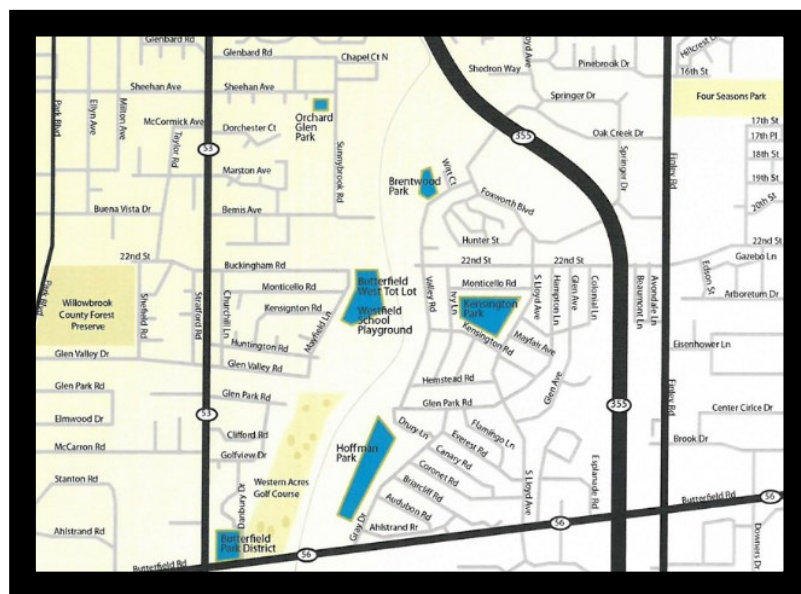 Glenbard Rd
Glenbard Rd
Chapel Ct N
Sheehan Ave
Sheehan Ave
Park Blvd
Ellyn Ave
Milton Ave
McCormick Ave
Taylor Rd
53
Orchard
Glen
Park
Dorchester Ct
Sunnybrook Rd
Marston Ave
Buena Vista Dr
Bemis Ave
Brentwood
Park
Witt Ct
Foxworth Blvd
Hunter St
Shedron Way
Pinebrook Dr
Hillcrest
16th St
Springer Dr
355
Oak Creek Dr
Springer Dr
Finley Rd
Four Seasons Park
17th St
17th Pl
18th St
19th St
20th St
22nd St
Gazebo Ln
22nd St
Buckingham Rd
22nd St
22nd St
Park Blvd
Willowbrook
County Forest
Preserve
Sheffield Rd
Stratford Rd
Churchill Ln
Monticello Rd
Kensignton Rd
Mayfield Ln
Huntington Rd
Glen Valley Dr
Glen Valley Rd
Butterfield
West Tot Lot
Westfield
School
Playground
Valley Rd
Monticello Rd
Ivy Ln
Kensington
Park
Kensington Rd
S Lloyd Ave
Hampton Ln
Glen Ave
Colonial Ln
Mayfair Ave
Beaumont Ln
Avondale Ln
Edson St
Arboretum Dr
Eisenhower Ln
Glen Park Rd
Glen Park Rd
Hemstead Rd
Glen Park Rd
Glen Ave
355
Finley Rd
Center Cirlce Dr
Elmwood Dr
53
Clifford Rd
McCarron Rd
Golfview Dr
Drury Ln
Flamingo Ln
Everest Rd
Canary Rd
Coronet Rd
Briarcliff Rd
Audubon Rd
Ahlstrand Rr
Brook Dr
Stanton Rd
Western Acres
Golf Course
Hoffman
Park
Gray Dr
S Lloyd Ave
Esplanade Rd
Butterfield Rd
56
Ahlstrand Rd
Danbury Dr
Butterfield
Park District
56
56
Butterfield Rd
Downers Dr